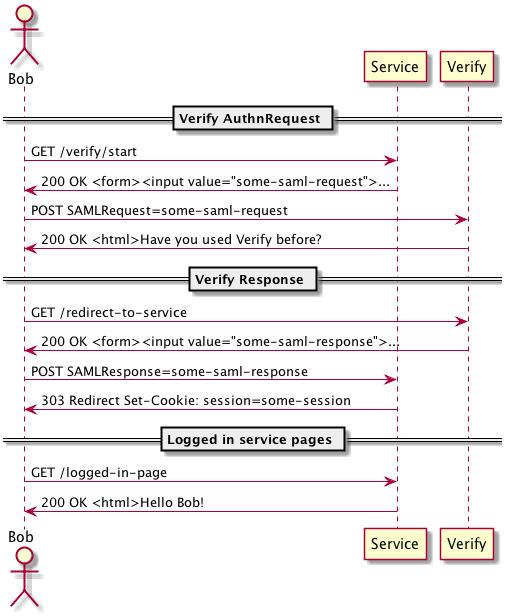 Bob
Service
Verify
Verify AuthnRequest
GET /verify/start
200 OK <form><input value="some-saml-request">...
POST SAMLRequest=some-saml-request
200 OK <html>Have you used Verify before?
Verify Response
GET /redirect-to-service
200 OK <form><input value="some-saml-response">...
POST SAMLResponse=some-saml-response
303 Redirect Set-Cookie: session=some-session
Logged in service pages
GET /logged-in-page
200 OK <html>Hello Bob!
Bob
Service
Verify